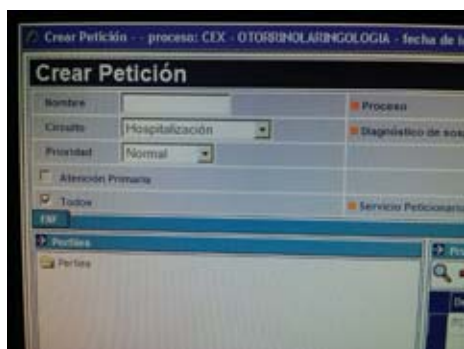 Crear Petición - - proceso: CEX - OTORRINOLARINGOLOGIA - fecha de
Crear Petición
Nombre
Proceso
Circuito Hospitalización
Diagnóstico de sos
Prioridad Normal
Atención Primaria
Todos
Servicio Peticionario
Perfiles
Perfiles